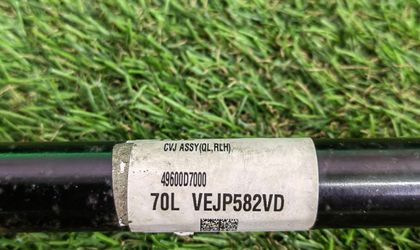 CVJ ASSY(QL,RLH)
49600D7000
70L VEJP582VD